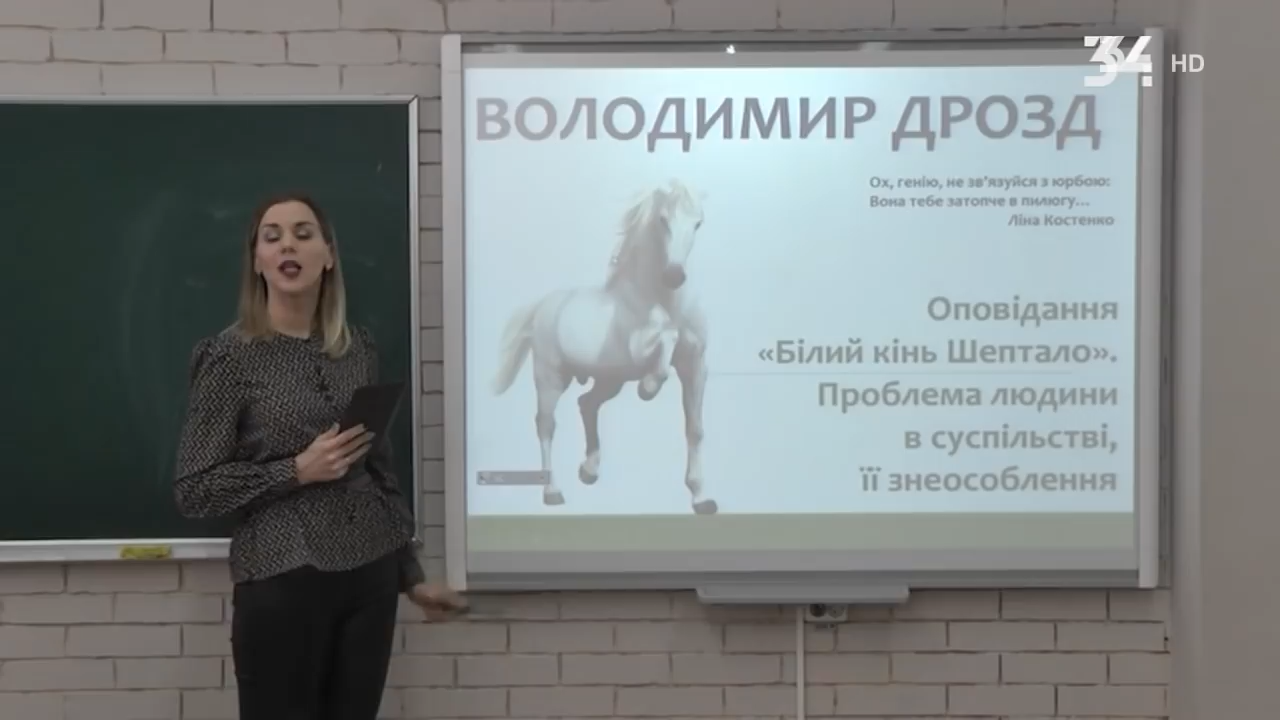 34 HD
ВОЛОДИМИР ДРОЗД
Ох, генію, не зв'язуйся з юрбою:
Вона тебе затопче в пилюгу...
Ліна Костенко
Оповідання
«Білий кінь Шептало».
Проблема людини
в суспільстві,
її знеособлення